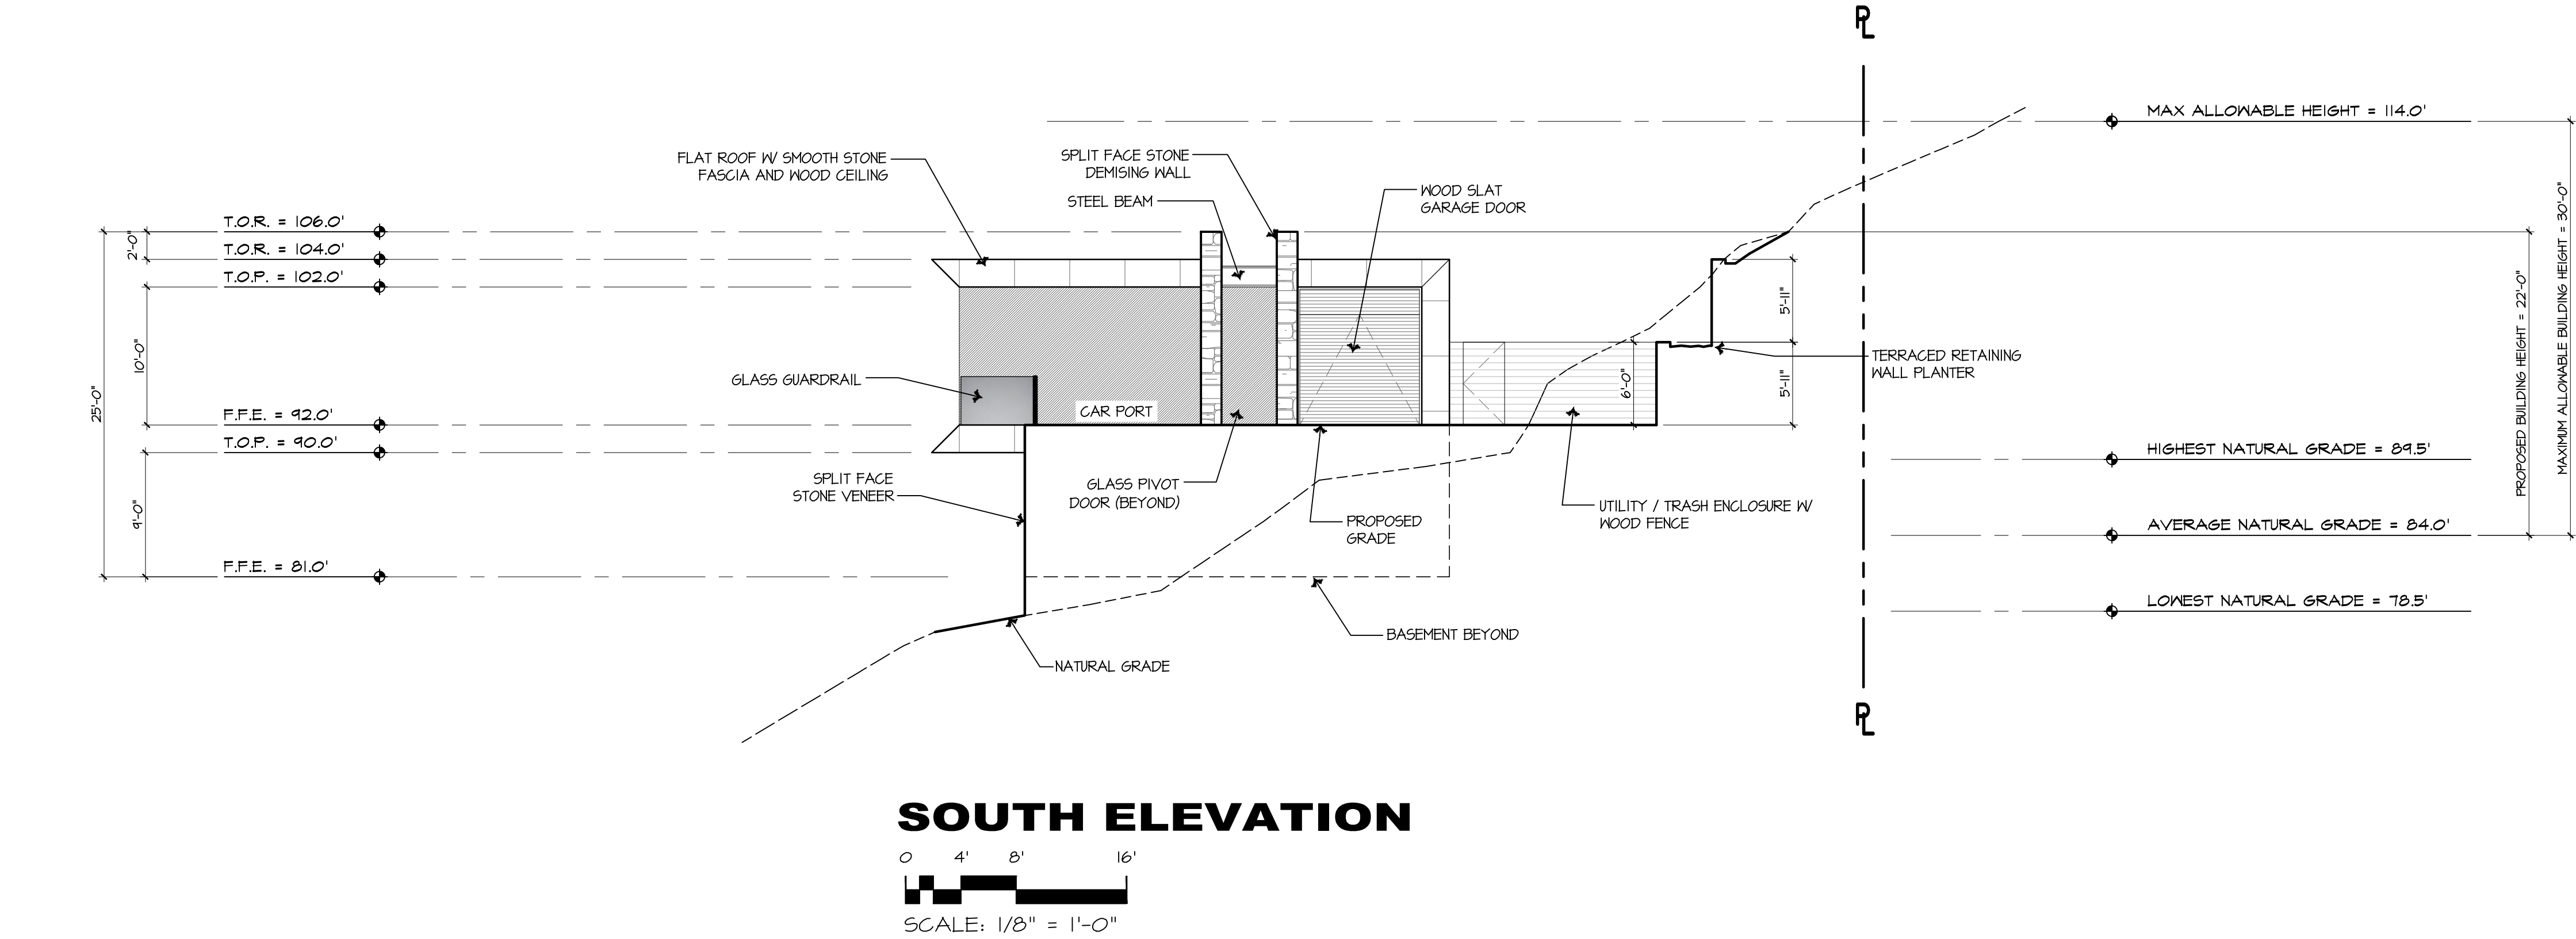 PL
MAX ALLOWABLE HEIGHT = 114.0'
FLAT ROOF W/ SMOOTH STONE
FASCIA AND WOOD CEILING
SPLIT FACE STONE
DEMISING WALL
STEEL BEAM
WOOD SLAT
GARAGE DOOR
T.O.R. = 106.0'
T.O.R. = 104.0'
T.O.P. = 102.0'
2'-0"
10'-0"
25'-0"
F.F.E. = 92.0'
T.O.P. = 90.0'
9'-0"
F.F.E. = 81.0'
GLASS GUARDRAIL
CAR PORT
6'-0"
5'-11"
5'-11"
TERRACED RETAINING
WALL PLANTER
SPLIT FACE
STONE VENEER
GLASS PIVOT
DOOR (BEYOND)
PROPOSED
GRADE
UTILITY / TRASH ENCLOSURE W/
WOOD FENCE
HIGHEST NATURAL GRADE = 89.5'
AVERAGE NATURAL GRADE = 84.0'
LOWEST NATURAL GRADE = 78.5'
PROPOSED BUILDING HEIGHT = 22'-0"
MAXIMUM ALLOWABLE BUILDING HEIGHT = 30'-0"
BASEMENT BEYOND
NATURAL GRADE
PL
SOUTH ELEVATION
0 4' 8' 16'
SCALE: 1/8" = 1'-0"